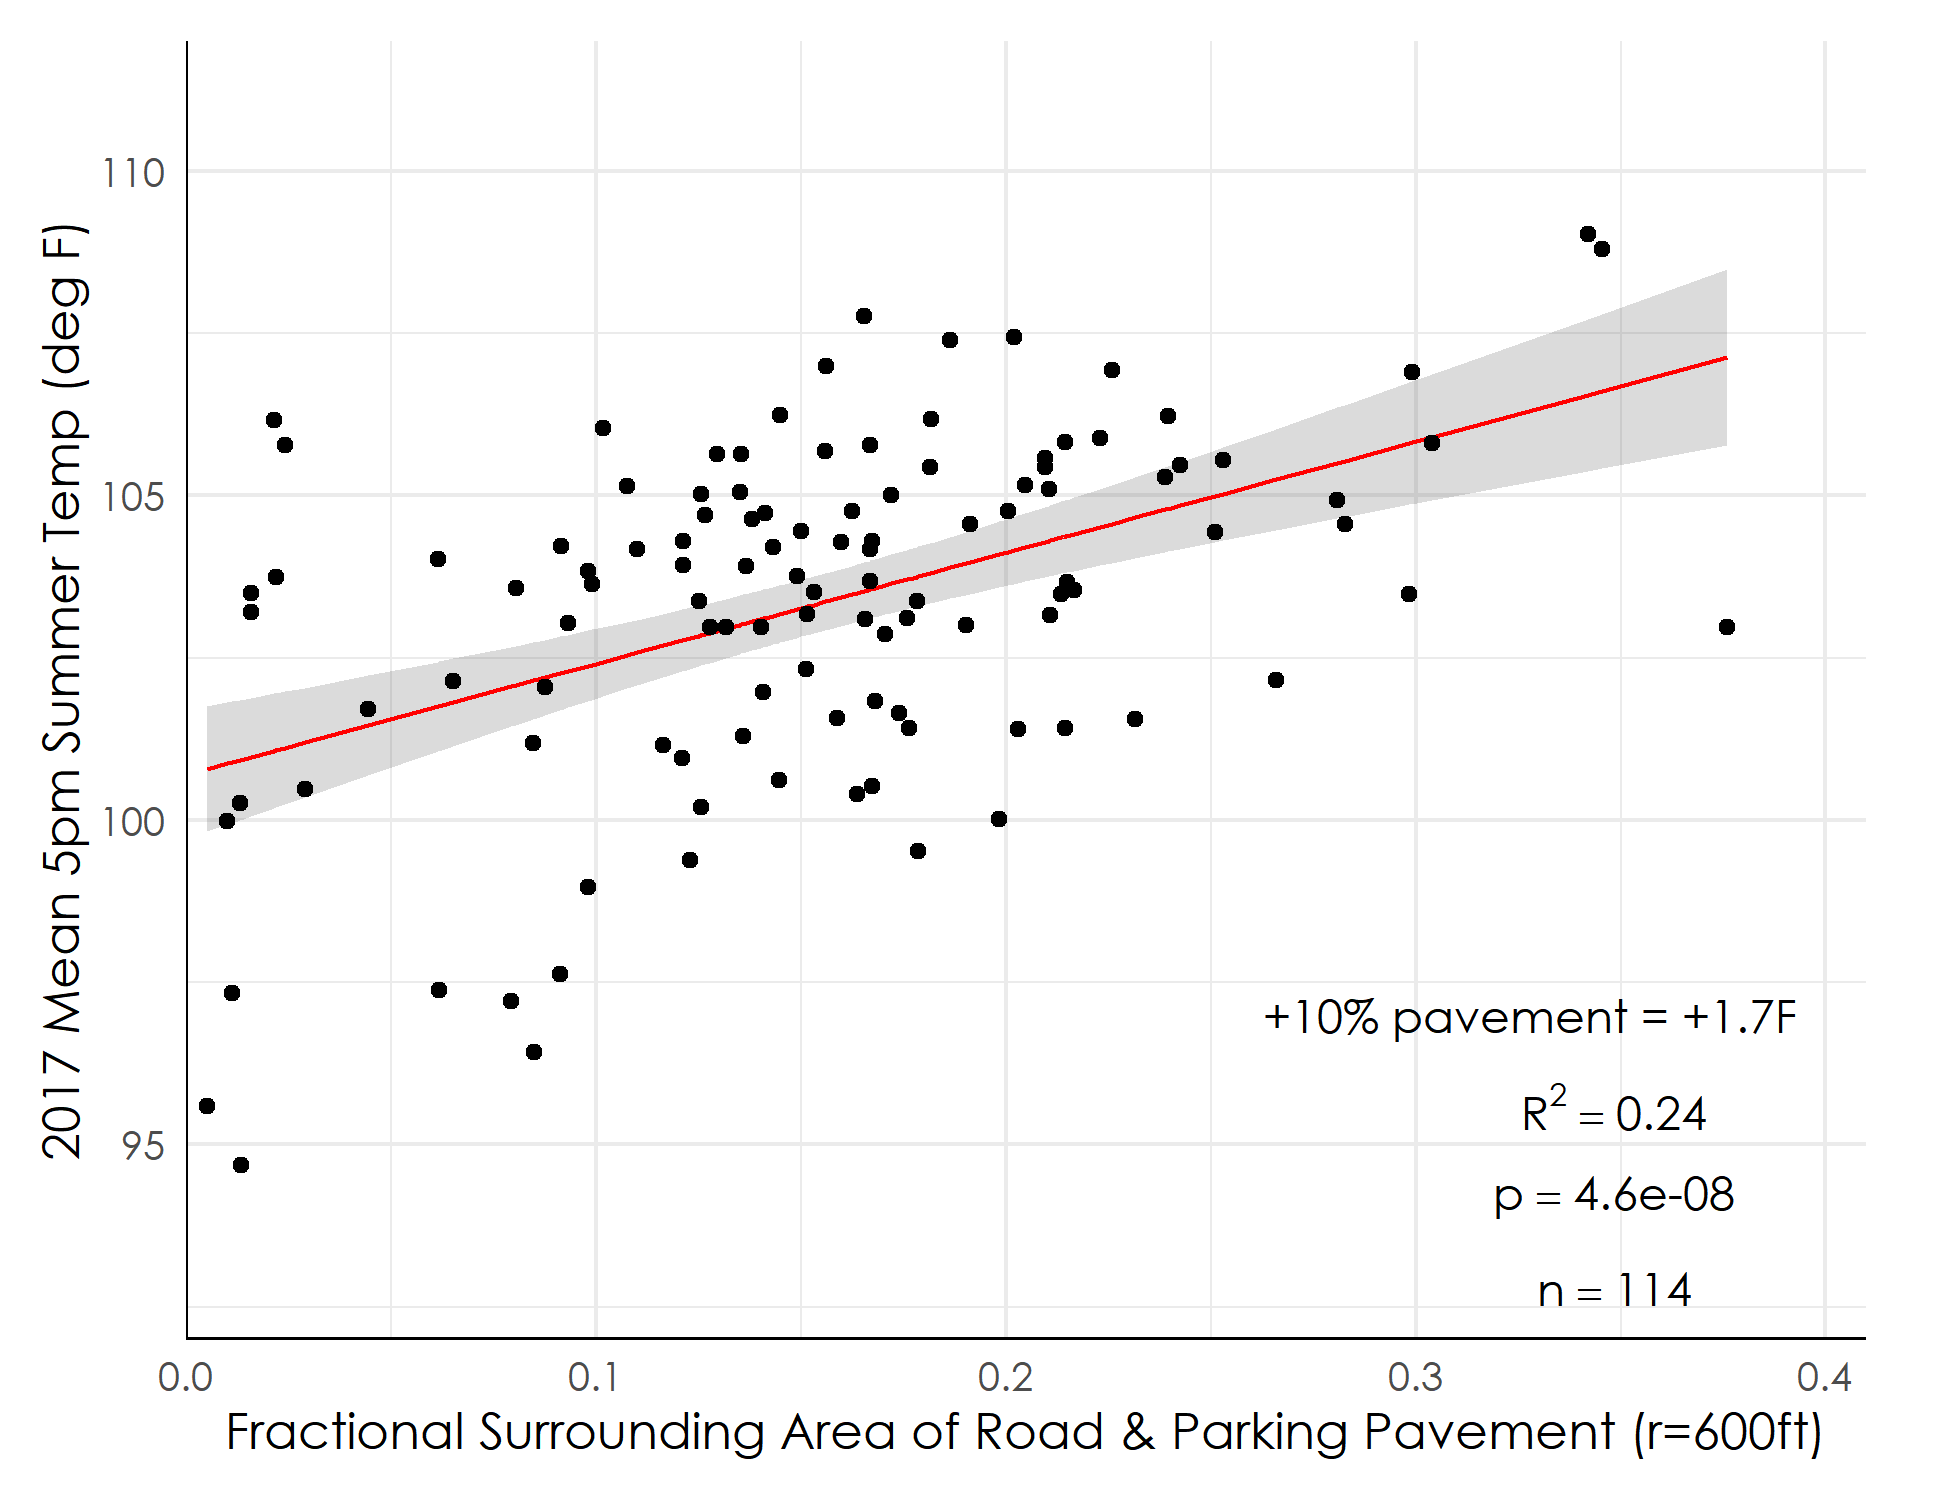 110
105
100
95
2017 Mean 5pm Summer Temp (deg F)
+10% pavement = +1.7F
R² = 0.24
p = 4.6e-08
n = 114
0.0 0.1 0.2 0.3 0.4
Fractional Surrounding Area of Road & Parking Pavement (r=600ft)